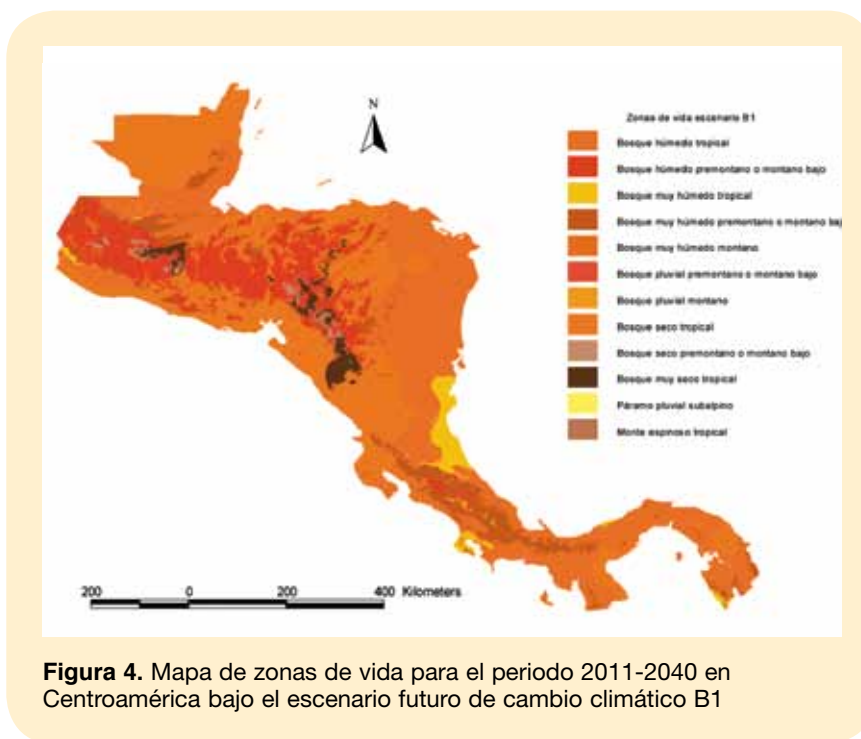 N
Zonas de vida escenario B1
Bosque húmedo tropical
Bosque húmedo premontano o montano bajo
Bosque muy húmedo tropical
Bosque muy húmedo premontano o montano baj
Bosque muy húmedo montano
Bosque pluvial premontano o montano bajo
Bosque pluvial montano
Bosque seco tropical
Bosque seco premontano o montano bajo
Bosque muy seco tropical
Páramo pluvial subalpino
Monte espinoso tropical
200 0 200 400 Kilometers
Figura 4. Mapa de zonas de vida para el periodo 2011-2040 en
Centroamérica bajo el escenario futuro de cambio climático B1